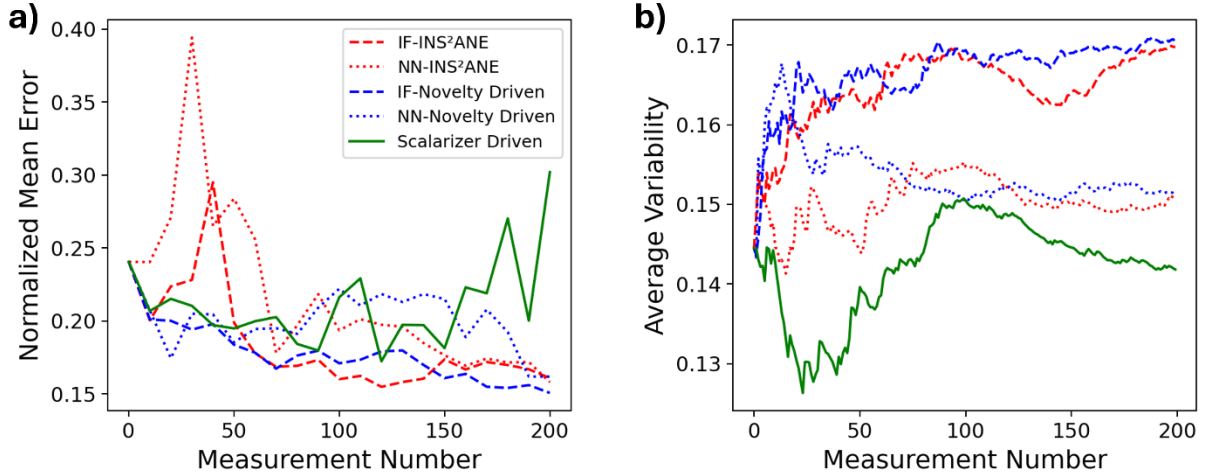 a)
Normalized Mean Error
0.40
0.35
0.30
0.25
0.20
0.15
0
50
100
150
200
Measurement Number
IF-INS²ANE
NN-INS²ANE
IF-Novelty Driven
NN-Novelty Driven
Scalarizer Driven
b)
Average Variability
0.17
0.16
0.15
0.14
0.13
0
50
100
150
200
Measurement Number